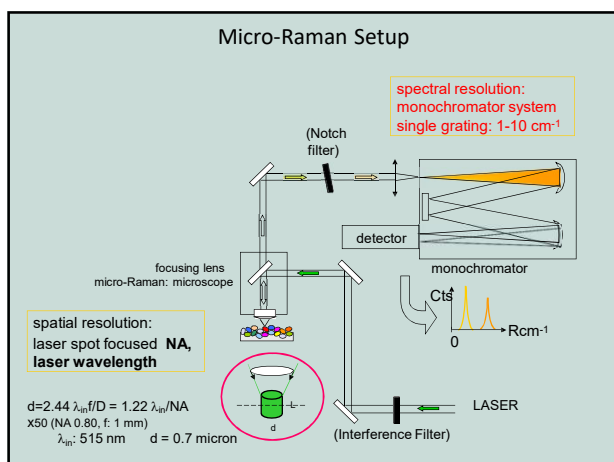 Micro-Raman Setup
spectral resolution:
monochromator system
single grating: 1-10 cm⁻¹
(Notch
filter)
detector
monochromator
focusing lens
micro-Raman: microscope
Cts
Rcm⁻¹
0
spatial resolution:
laser spot focused NA,
laser wavelength
L
d
d=2.44 λinf/D = 1.22 λin/NA
x50 (NA 0.80, f: 1 mm)
λin: 515 nm d = 0.7 micron
LASER
(Interference Filter)